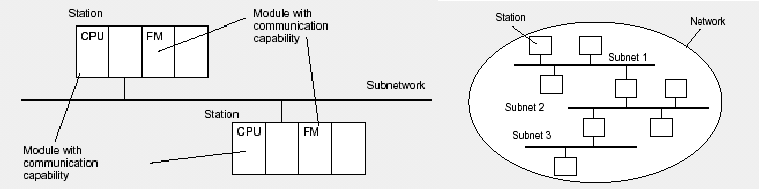 Station
CPU
FM
Module with
communication
capability
Subnetwork
Station
CPU
FM
Module with
communication
capability
Station
Network
Subnet 1
Subnet 2
Subnet 3